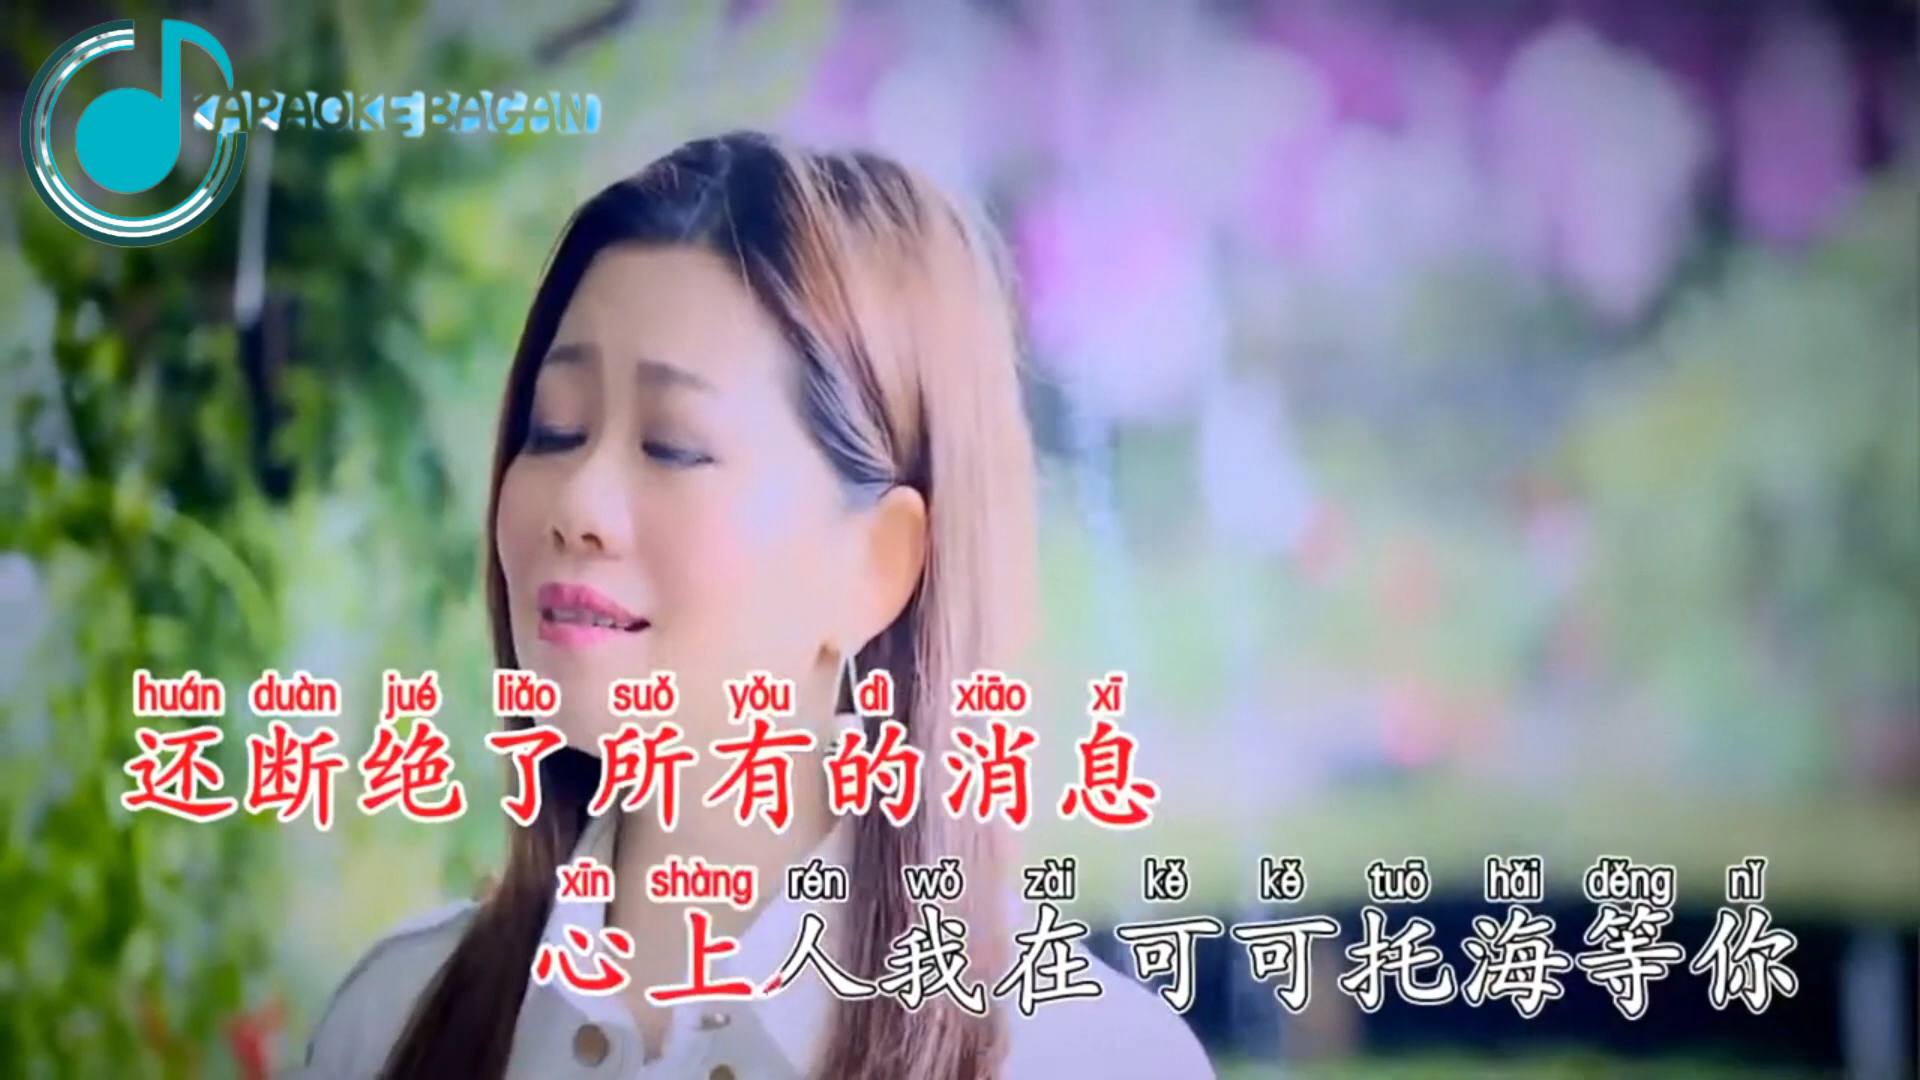 KARAOKE BAGAN
huán duàn jué liǎo suǒ yǒu dì xiāo xī
还断绝了所有的消息
xīn shàng rén wǒ zài kě kě tuō hǎi děng nǐ
心上人我在可可托海等你